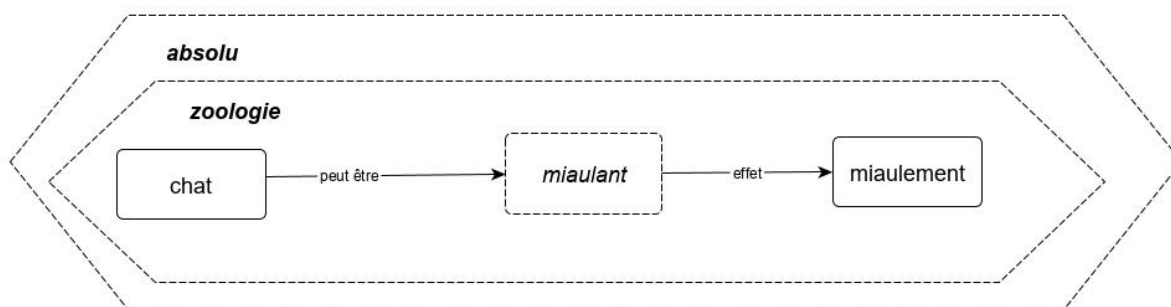 absolu
zoologie
chat
peut être
miaulant
effet
miaulement